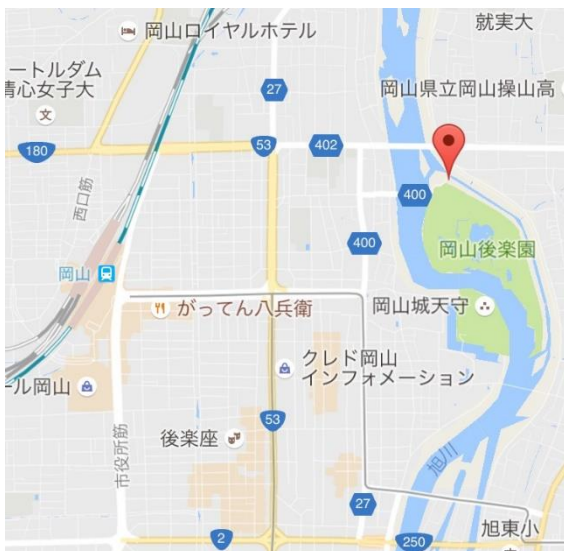 就実大
岡山ロイヤルホテル
ートルダム
清心女子大
27
岡山県立岡山操山高
文
180
53
402
西口筋
400
400
岡山後楽園
岡山
がってん八兵衛
岡山城天守
クレド岡山
インフォメーション
ール岡山
53
後楽座
市役所筋
旭川
27
旭東小
2
250